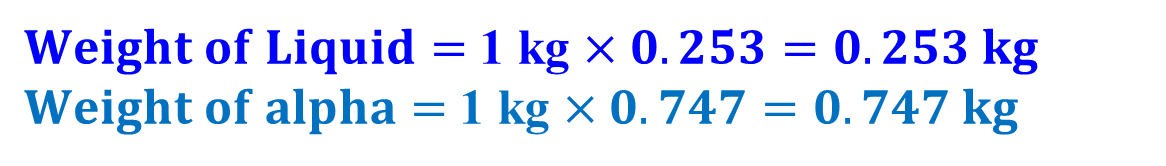 Weight of Liquid = 1 kg × 0.253 = 0.253 kg
Weight of alpha = 1 kg × 0.747 = 0.747 kg